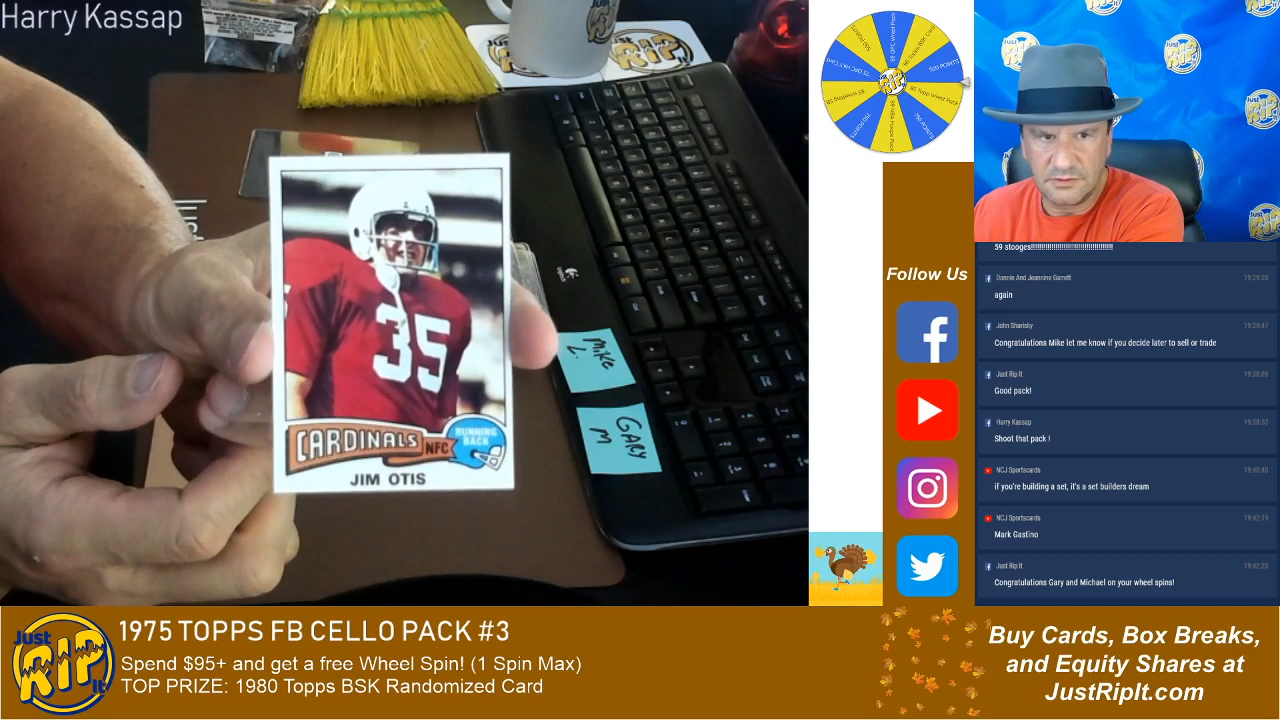 Harry Kassap
35
CARDINALS NFC
RUNNING
BACK
JIM OTIS
Mike
L.
GARY
M
Follow Us
59 stooges!!!!!!!!!!!!!!!!!!!!!!!!!!!!!!!!!!!!!!!!
Donnie And Jeannine Garrett 19:29:28
again
John Sharisky 19:29:47
Congratulations Mike let me know if you decide later to sell or trade
Just Rip It 19:38:09
Good pack!
Harry Kassap 19:38:53
Shoot that pack !
NCJ Sportscards 19:40:48
if you're building a set, it's a set builders dream
NCJ Sportscards 19:42:19
Mark Gastino
Just Rip It 19:42:28
Congratulations Gary and Michael on your wheel spins!
Just
RIP
It
1975 TOPPS FB CELLO PACK #3
Spend $95+ and get a free Wheel Spin! (1 Spin Max)
TOP PRIZE: 1980 Topps BSK Randomized Card
Buy Cards, Box Breaks,
and Equity Shares at
JustRipIt.com